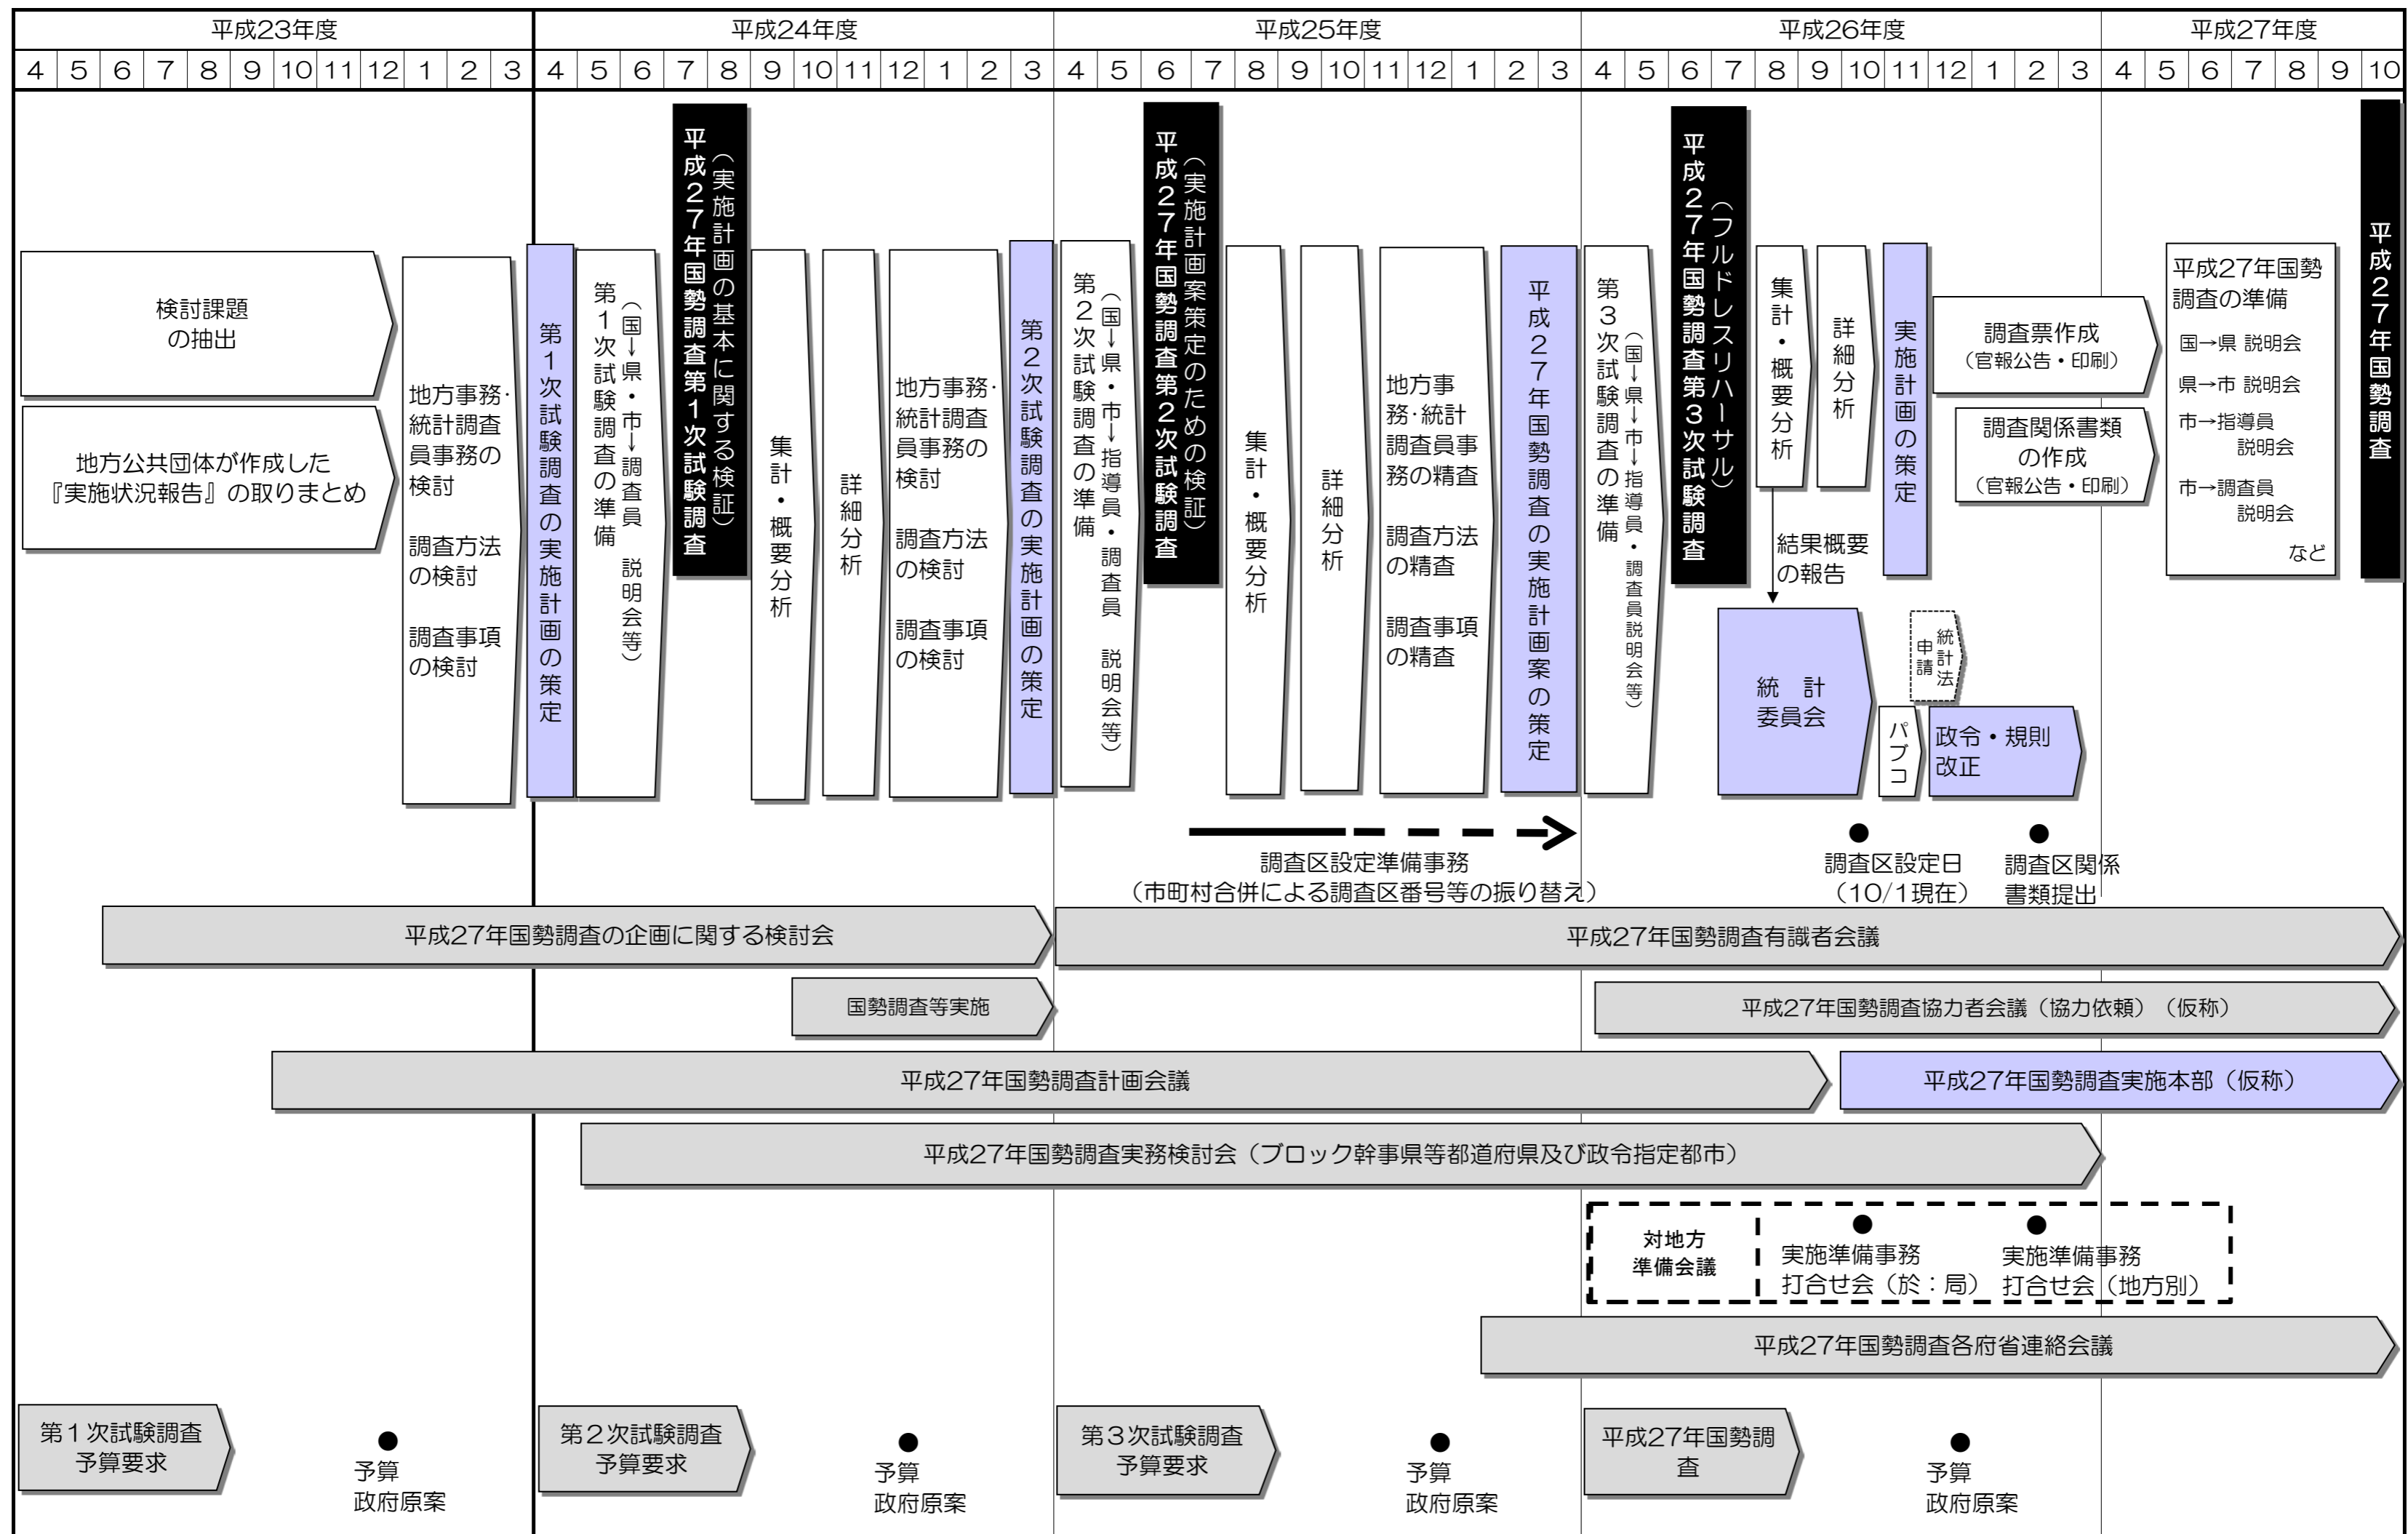 平成23年度
平成24年度
平成25年度
平成26年度
平成27年度
4 5 6 7 8 9 10 11 12 1 2 3 4 5 6 7 8 9 10 11 12 1 2 3 4 5 6 7 8 9 10 11 12 1 2 3 4 5 6 7 8 9 10 11 12 1 2 3 4 5 6 7 8 9 10
検討課題
の抽出
地方公共団体が作成した
『実施状況報告』の取りまとめ
地方事務・
統計調査
員事務の
検討
調査方法
の検討
調査事項
の検討
第1次試験調査の実施計画の策定
第1次試験調査の準備
（国→県・市→調査員 説明会等）
平成27年国勢調査第1次試験調査
（実施計画の基本に関する検証）
集計・概要分析
詳細分析
地方事務・
統計調査
員事務の
検討
調査方法
の検討
調査事項
の検討
第2次試験調査の実施計画の策定
第2次試験調査の準備
（国→県・市→指導員・調査員 説明会等）
平成27年国勢調査第2次試験調査
（実施計画案策定のための検証）
集計・概要分析
詳細分析
地方事
務・統計
調査員事
務の精査
調査方法
の精査
調査事項
の精査
平成27年国勢調査の実施計画案の策定
第3次試験調査の準備
（国→県→市→指導員・調査員説明会等）
平成27年国勢調査第3次試験調査
（フルドレスリハーサル）
集計・概要分析
詳細分析
実施計画の策定
結果概要
の報告
調査票作成
（官報公告・印刷）
調査関係書類
の作成
（官報公告・印刷）
平成27年国勢
調査の準備
国→県 説明会
県→市 説明会
市→指導員
説明会
市→調査員
説明会
など
平成27年国勢調査
統 計
委員会
統計法
申請
パブコ
政令・規則
改正
調査区設定準備事務
（市町村合併による調査区番号等の振り替え）
調査区設定日
（10/1現在）
調査区関係
書類提出
平成27年国勢調査の企画に関する検討会
平成27年国勢調査有識者会議
国勢調査等実施
平成27年国勢調査協力者会議（協力依頼）（仮称）
平成27年国勢調査計画会議
平成27年国勢調査実施本部（仮称）
平成27年国勢調査実務検討会（ブロック幹事県等都道府県及び政令指定都市）
対地方
準備会議
実施準備事務
打合せ会（於：局）
実施準備事務
打合せ会（地方別）
平成27年国勢調査各府省連絡会議
第1次試験調査
予算要求
予算
政府原案
第2次試験調査
予算要求
予算
政府原案
第3次試験調査
予算要求
予算
政府原案
平成27年国勢調
査
予算
政府原案